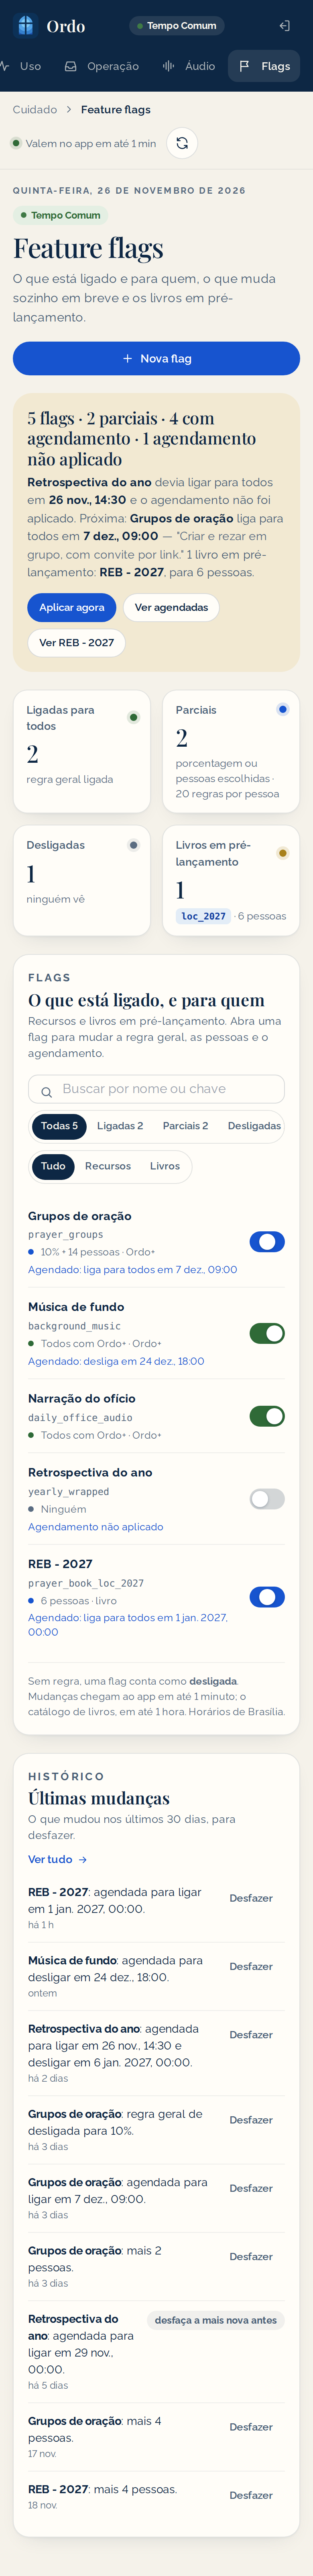 Ordo
Tempo Comum
Uso
Operação
Áudio
Flags
Cuidado
Feature flags
Valem no app em até 1 min
QUINTA-FEIRA, 26 DE NOVEMBRO DE 2026
Tempo Comum
Feature flags
O que está ligado e para quem, o que muda
sozinho em breve e os livros em pré-
lançamento.
Nova flag
5 flags · 2 parciais · 4 com
agendamento · 1 agendamento
não aplicado
Retrospectiva do ano devia ligar para todos
em 26 nov., 14:30 e o agendamento não foi
aplicado. Próxima: Grupos de oração liga para
todos em 7 dez., 09:00 — "Criar e rezar em
grupo, com convite por link." 1 livro em pré-
lançamento: REB - 2027, para 6 pessoas.
Aplicar agora
Ver agendadas
Ver REB - 2027
Ligadas para
todos
2
regra geral ligada
Parciais
2
porcentagem ou
pessoas escolhidas ·
20 regras por pessoa
Desligadas
1
ninguém vê
Livros em pré-
lançamento
1
loc_2027 · 6 pessoas
FLAGS
O que está ligado, e para quem
Recursos e livros em pré-lançamento. Abra uma
flag para mudar a regra geral, as pessoas e o
agendamento.
Buscar por nome ou chave
Todas 5
Ligadas 2
Parciais 2
Desligadas
Tudo
Recursos
Livros
Grupos de oração
prayer_groups
10% + 14 pessoas · Ordo+
Agendado: liga para todos em 7 dez., 09:00
Música de fundo
background_music
Todos com Ordo+ · Ordo+
Agendado: desliga em 24 dez., 18:00
Narração do ofício
daily_office_audio
Todos com Ordo+ · Ordo+
Retrospectiva do ano
yearly_wrapped
Ninguém
Agendamento não aplicado
REB - 2027
prayer_book_loc_2027
6 pessoas · livro
Agendado: liga para todos em 1 jan. 2027,
00:00
Sem regra, uma flag conta como desligada.
Mudanças chegam ao app em até 1 minuto; o
catálogo de livros, em até 1 hora. Horários de Brasília.
HISTÓRICO
Últimas mudanças
O que mudou nos últimos 30 dias, para
desfazer.
Ver tudo →
REB - 2027: agendada para ligar
em 1 jan. 2027, 00:00.
há 1 h
Desfazer
Música de fundo: agendada para
desligar em 24 dez., 18:00.
ontem
Desfazer
Retrospectiva do ano: agendada
para ligar em 26 nov., 14:30 e
desligar em 6 jan. 2027, 00:00.
há 2 dias
Desfazer
Grupos de oração: regra geral de
desligada para 10%.
há 3 dias
Desfazer
Grupos de oração: agendada para
ligar em 7 dez., 09:00.
há 3 dias
Desfazer
Grupos de oração: mais 2
pessoas.
há 3 dias
Desfazer
Retrospectiva do
ano: agendada para
ligar em 29 nov.,
00:00.
há 5 dias
desfaça a mais nova antes
Grupos de oração: mais 4
pessoas.
17 nov.
Desfazer
REB - 2027: mais 4 pessoas.
18 nov.
Desfazer